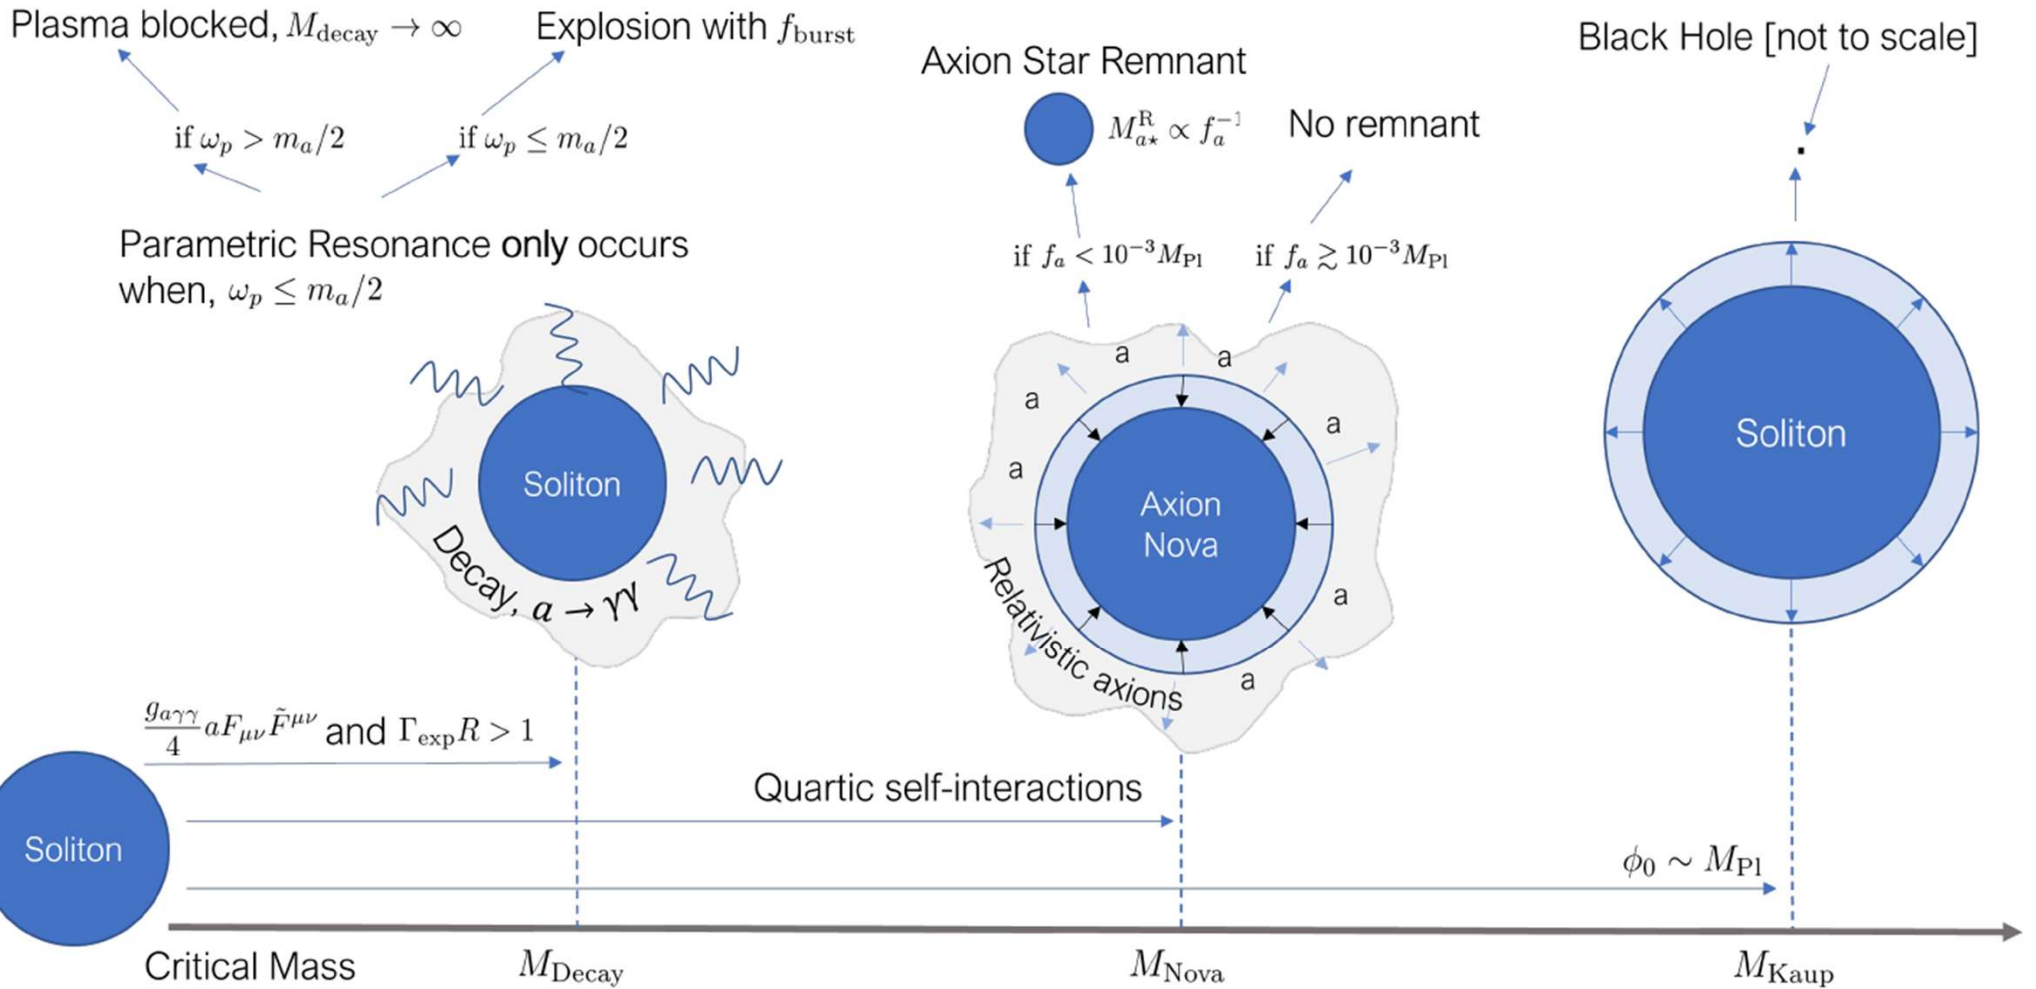 Plasma blocked, M_decay → ∞
Explosion with f_burst
if ω_p > m_a/2
if ω_p ≤ m_a/2
Parametric Resonance only occurs
when, ω_p ≤ m_a/2
Soliton
Decay, a → γγ
g_aγγ/4 aF_μν F̃^μν and Γ_exp R > 1
Axion Star Remnant
M_a⋆^R ∝ f_a^-1
No remnant
if f_a < 10^-3 M_Pl
if f_a ≳ 10^-3 M_Pl
a
a
a
a
a
a
a
Axion
Nova
Relativistic axions
Quartic self-interactions
Black Hole [not to scale]
Soliton
ϕ_0 ∼ M_Pl
Soliton
Critical Mass
M_Decay
M_Nova
M_Kaup